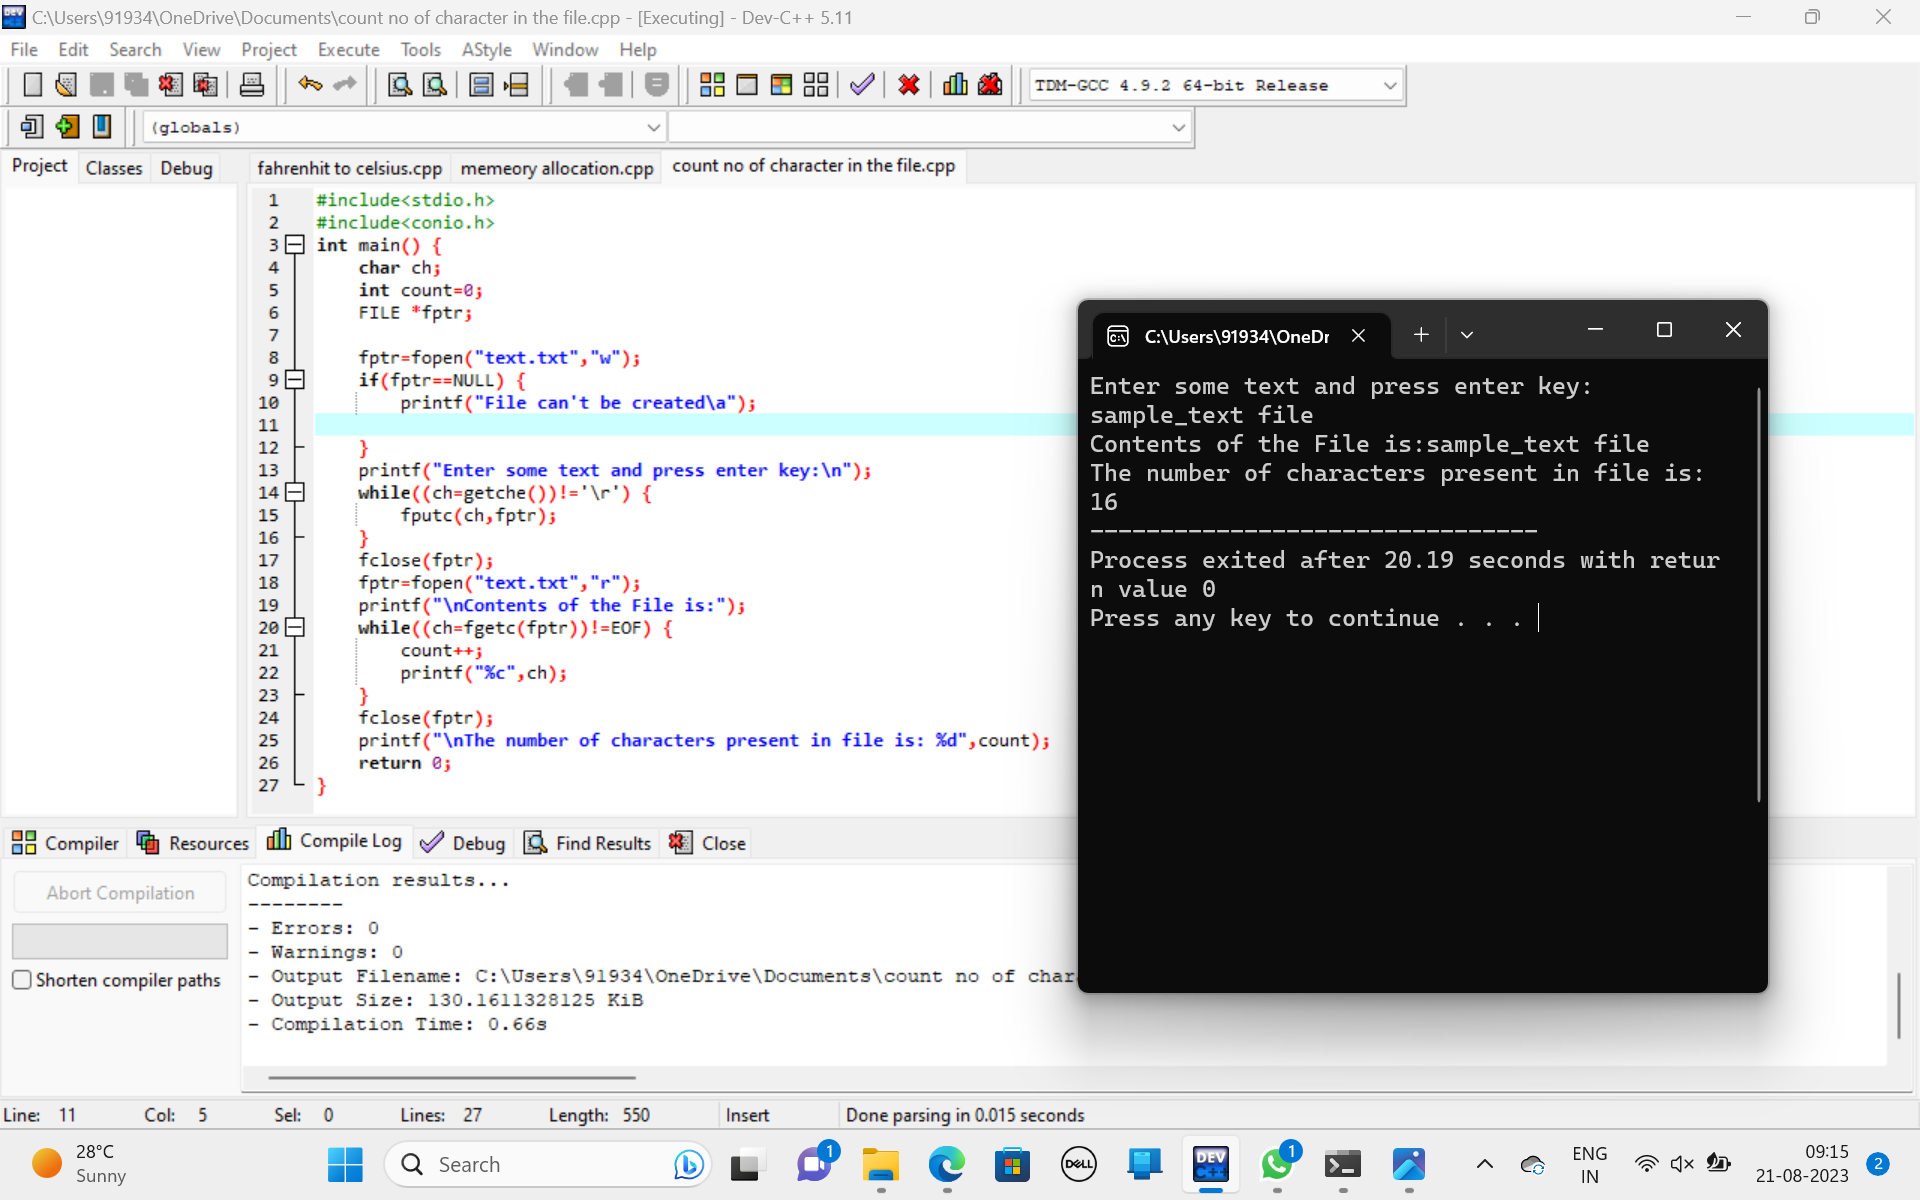 C:\Users\91934\OneDrive\Documents\count no of character in the file.cpp - [Executing] - Dev-C++ 5.11
File Edit Search View Project Execute Tools AStyle Window Help
TDM-GCC 4.9.2 64-bit Release
(globals)
Project Classes Debug
fahrenhit to celsius.cpp memeory allocation.cpp count no of character in the file.cpp
1 #include<stdio.h>
2 #include<conio.h>
3 int main() {
4 char ch;
5 int count=0;
6 FILE *fptr;
7
8 fptr=fopen("text.txt","w");
9 if(fptr==NULL) {
10 printf("File can't be created\a");
11
12 }
13 printf("Enter some text and press enter key:\n");
14 while((ch=getche())!='\r') {
15 fputc(ch,fptr);
16 }
17 fclose(fptr);
18 fptr=fopen("text.txt","r");
19 printf("\nContents of the File is:");
20 while((ch=fgetc(fptr))!=EOF) {
21 count++;
22 printf("%c",ch);
23 }
24 fclose(fptr);
25 printf("\nThe number of characters present in file is: %d",count);
26 return 0;
27 }
C:\Users\91934\OneDr
Enter some text and press enter key:
sample_text file
Contents of the File is:sample_text file
The number of characters present in file is:
16
--------------------------------
Process exited after 20.19 seconds with retur
n value 0
Press any key to continue . . .
Compiler Resources Compile Log Debug Find Results Close
Abort Compilation
Shorten compiler paths
Compilation results...
--------
- Errors: 0
- Warnings: 0
- Output Filename: C:\Users\91934\OneDrive\Documents\count no of char
- Output Size: 130.1611328125 KiB
- Compilation Time: 0.66s
Line: 11 Col: 5 Sel: 0 Lines: 27 Length: 550 Insert Done parsing in 0.015 seconds
28°C
Sunny
Search
1
DELL
DEV
C++
1
ENG
IN
09:15
21-08-2023
2